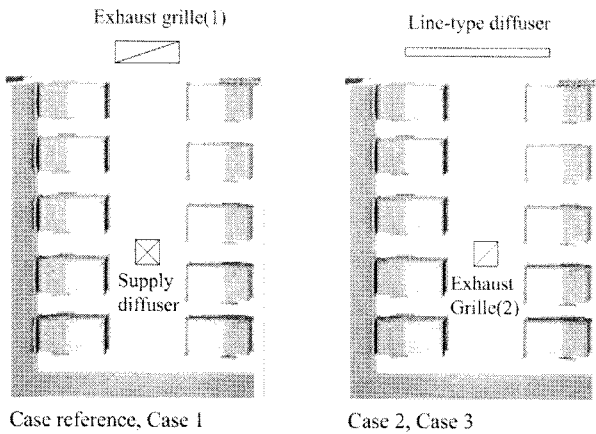 Exhaust grille(1)
Line-type diffuser
Supply
diffuser
Exhaust
Grille(2)
Case reference, Case 1
Case 2, Case 3